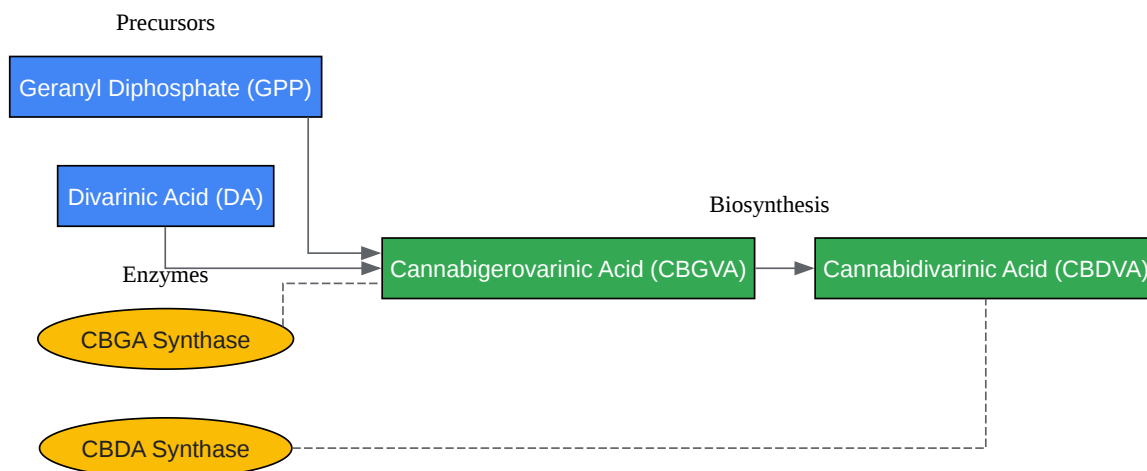 Precursors
Geranyl Diphosphate (GPP)
Divarinic Acid (DA)
Biosynthesis
Enzymes
Cannabigerovarinic Acid (CBGVA)
Cannabidivarinic Acid (CBDVA)
CBGA Synthase
CBDA Synthase